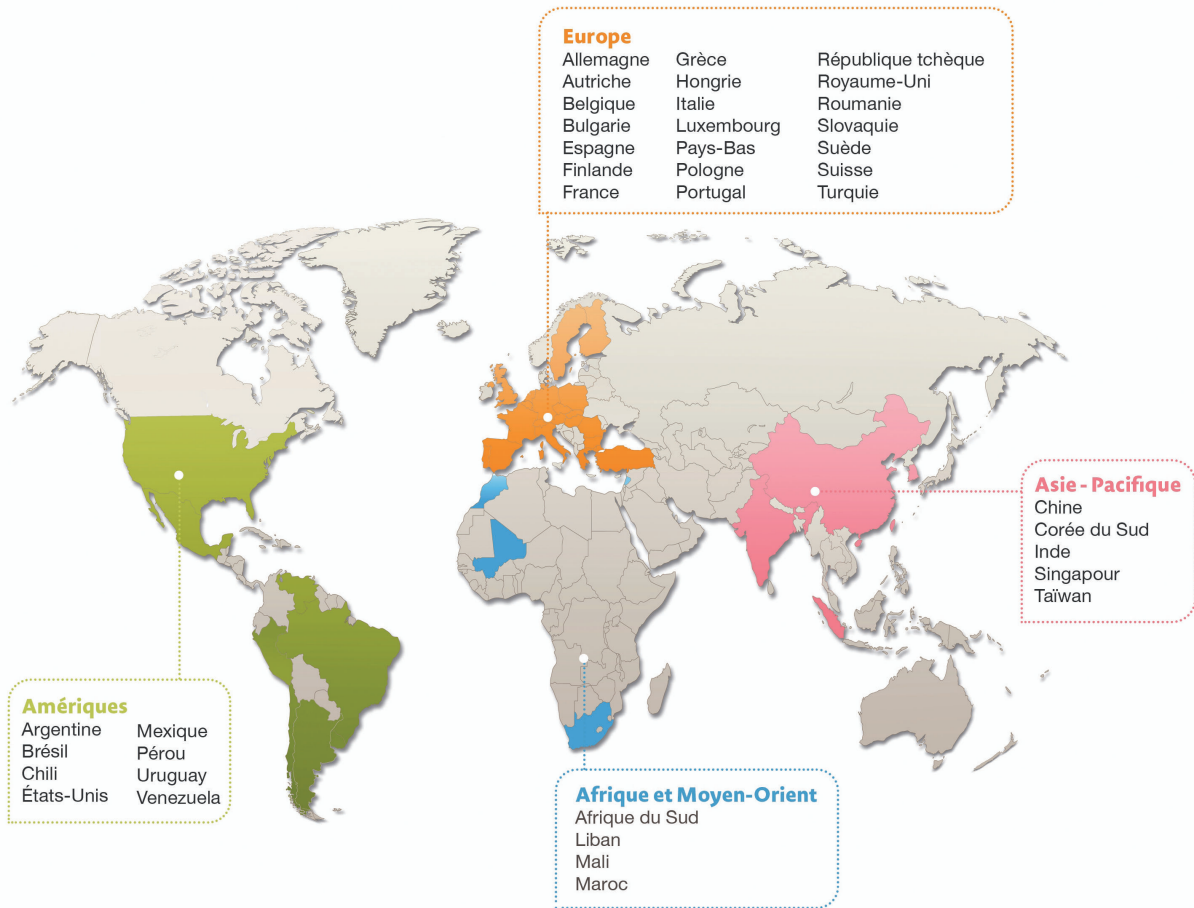 Europe
Allemagne
Autriche
Belgique
Bulgarie
Espagne
Finlande
France
Grèce
Hongrie
Italie
Luxembourg
Pays-Bas
Pologne
Portugal
République tchèque
Royaume-Uni
Roumanie
Slovaquie
Suède
Suisse
Turquie
Asie - Pacifique
Chine
Corée du Sud
Inde
Singapour
Taïwan
Amériques
Argentine
Brésil
Chili
États-Unis
Mexique
Pérou
Uruguay
Venezuela
Afrique et Moyen-Orient
Afrique du Sud
Liban
Mali
Maroc